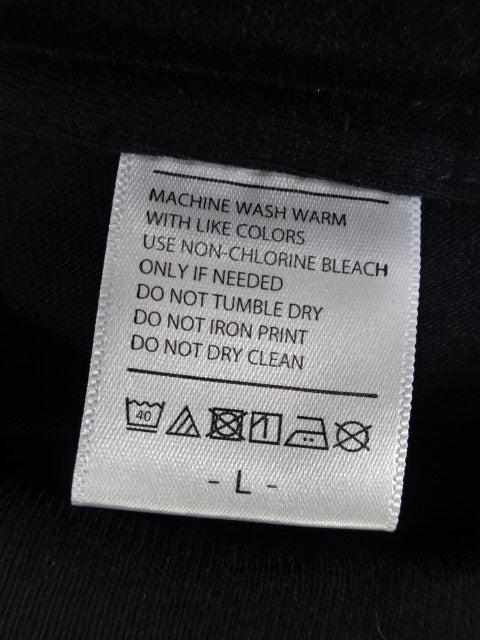 MACHINE WASH WARM
WITH LIKE COLORS
USE NON-CHLORINE BLEACH
ONLY IF NEEDED
DO NOT TUMBLE DRY
DO NOT IRON PRINT
DO NOT DRY CLEAN
40
- L -